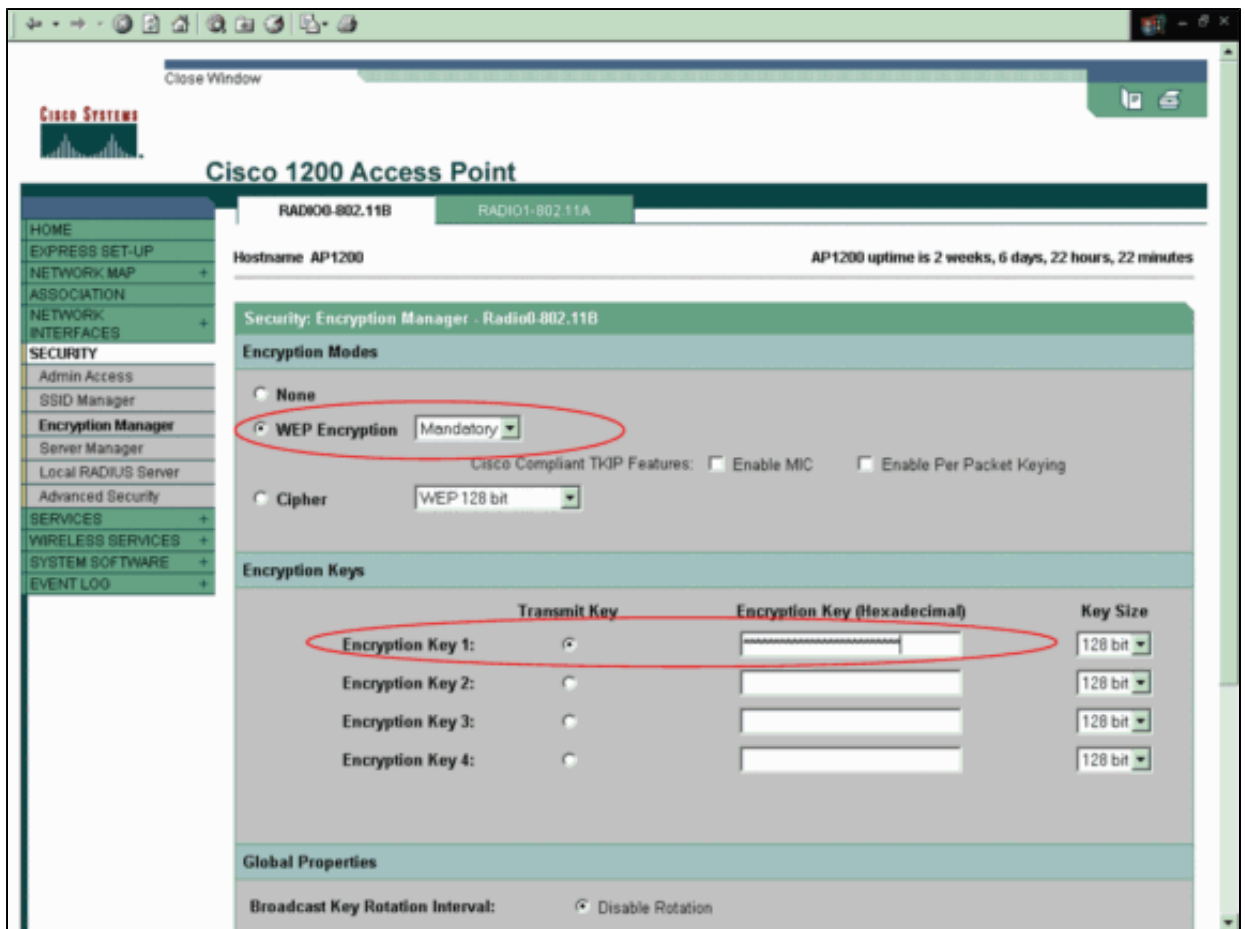 Close Window
CISCO SYSTEMS
Cisco 1200 Access Point
RADIO0-802.11B RADIO1-802.11A
HOME
EXPRESS SET-UP
NETWORK MAP +
ASSOCIATION
NETWORK INTERFACES +
SECURITY
Admin Access
SSID Manager
Encryption Manager
Server Manager
Local RADIUS Server
Advanced Security
SERVICES +
WIRELESS SERVICES +
SYSTEM SOFTWARE +
EVENT LOG +
Hostname AP1200 AP1200 uptime is 2 weeks, 6 days, 22 hours, 22 minutes
Security: Encryption Manager - Radio0-802.11B
Encryption Modes
None
WEP Encryption Mandatory
Cisco Compliant TKIP Features: Enable MIC Enable Per Packet Keying
Cipher WEP 128 bit
Encryption Keys
Transmit Key Encryption Key (Hexadecimal) Key Size
Encryption Key 1: 128 bit
Encryption Key 2: 128 bit
Encryption Key 3: 128 bit
Encryption Key 4: 128 bit
Global Properties
Broadcast Key Rotation Interval: Disable Rotation